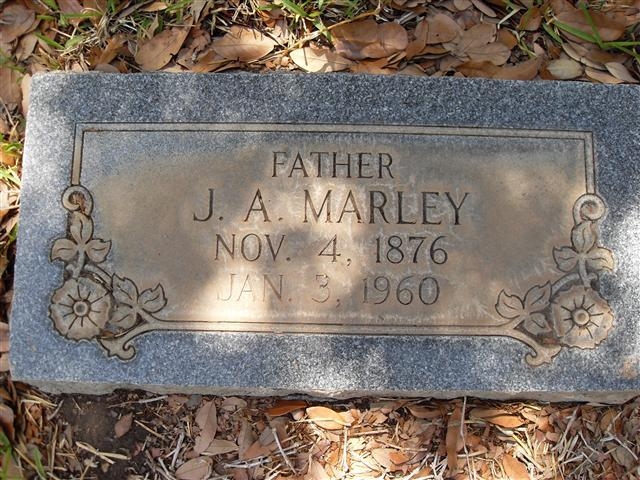 FATHER
J. A. MARLEY
NOV. 4, 1876
JAN. 3, 1960